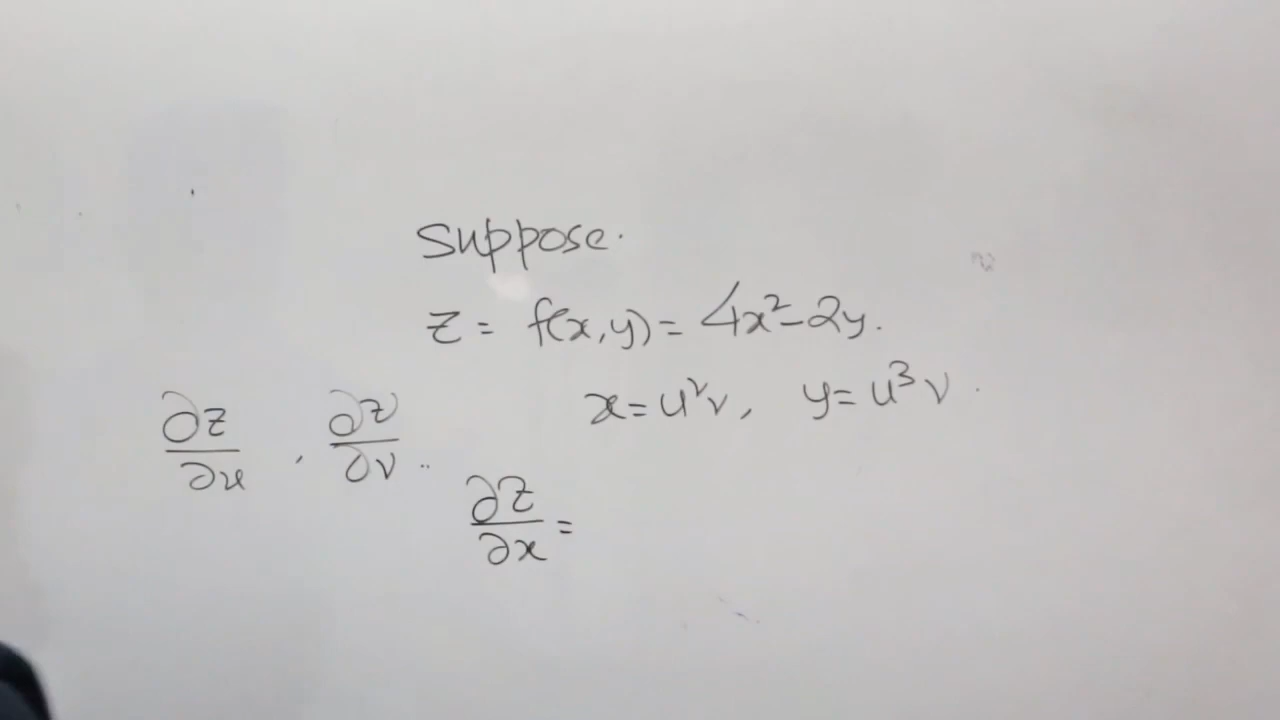 Suppose.
z = f(x,y) = 4x² - 2y.
x = u²v, y = u³v.
∂z/∂u , ∂z/∂v ..
∂z/∂x =